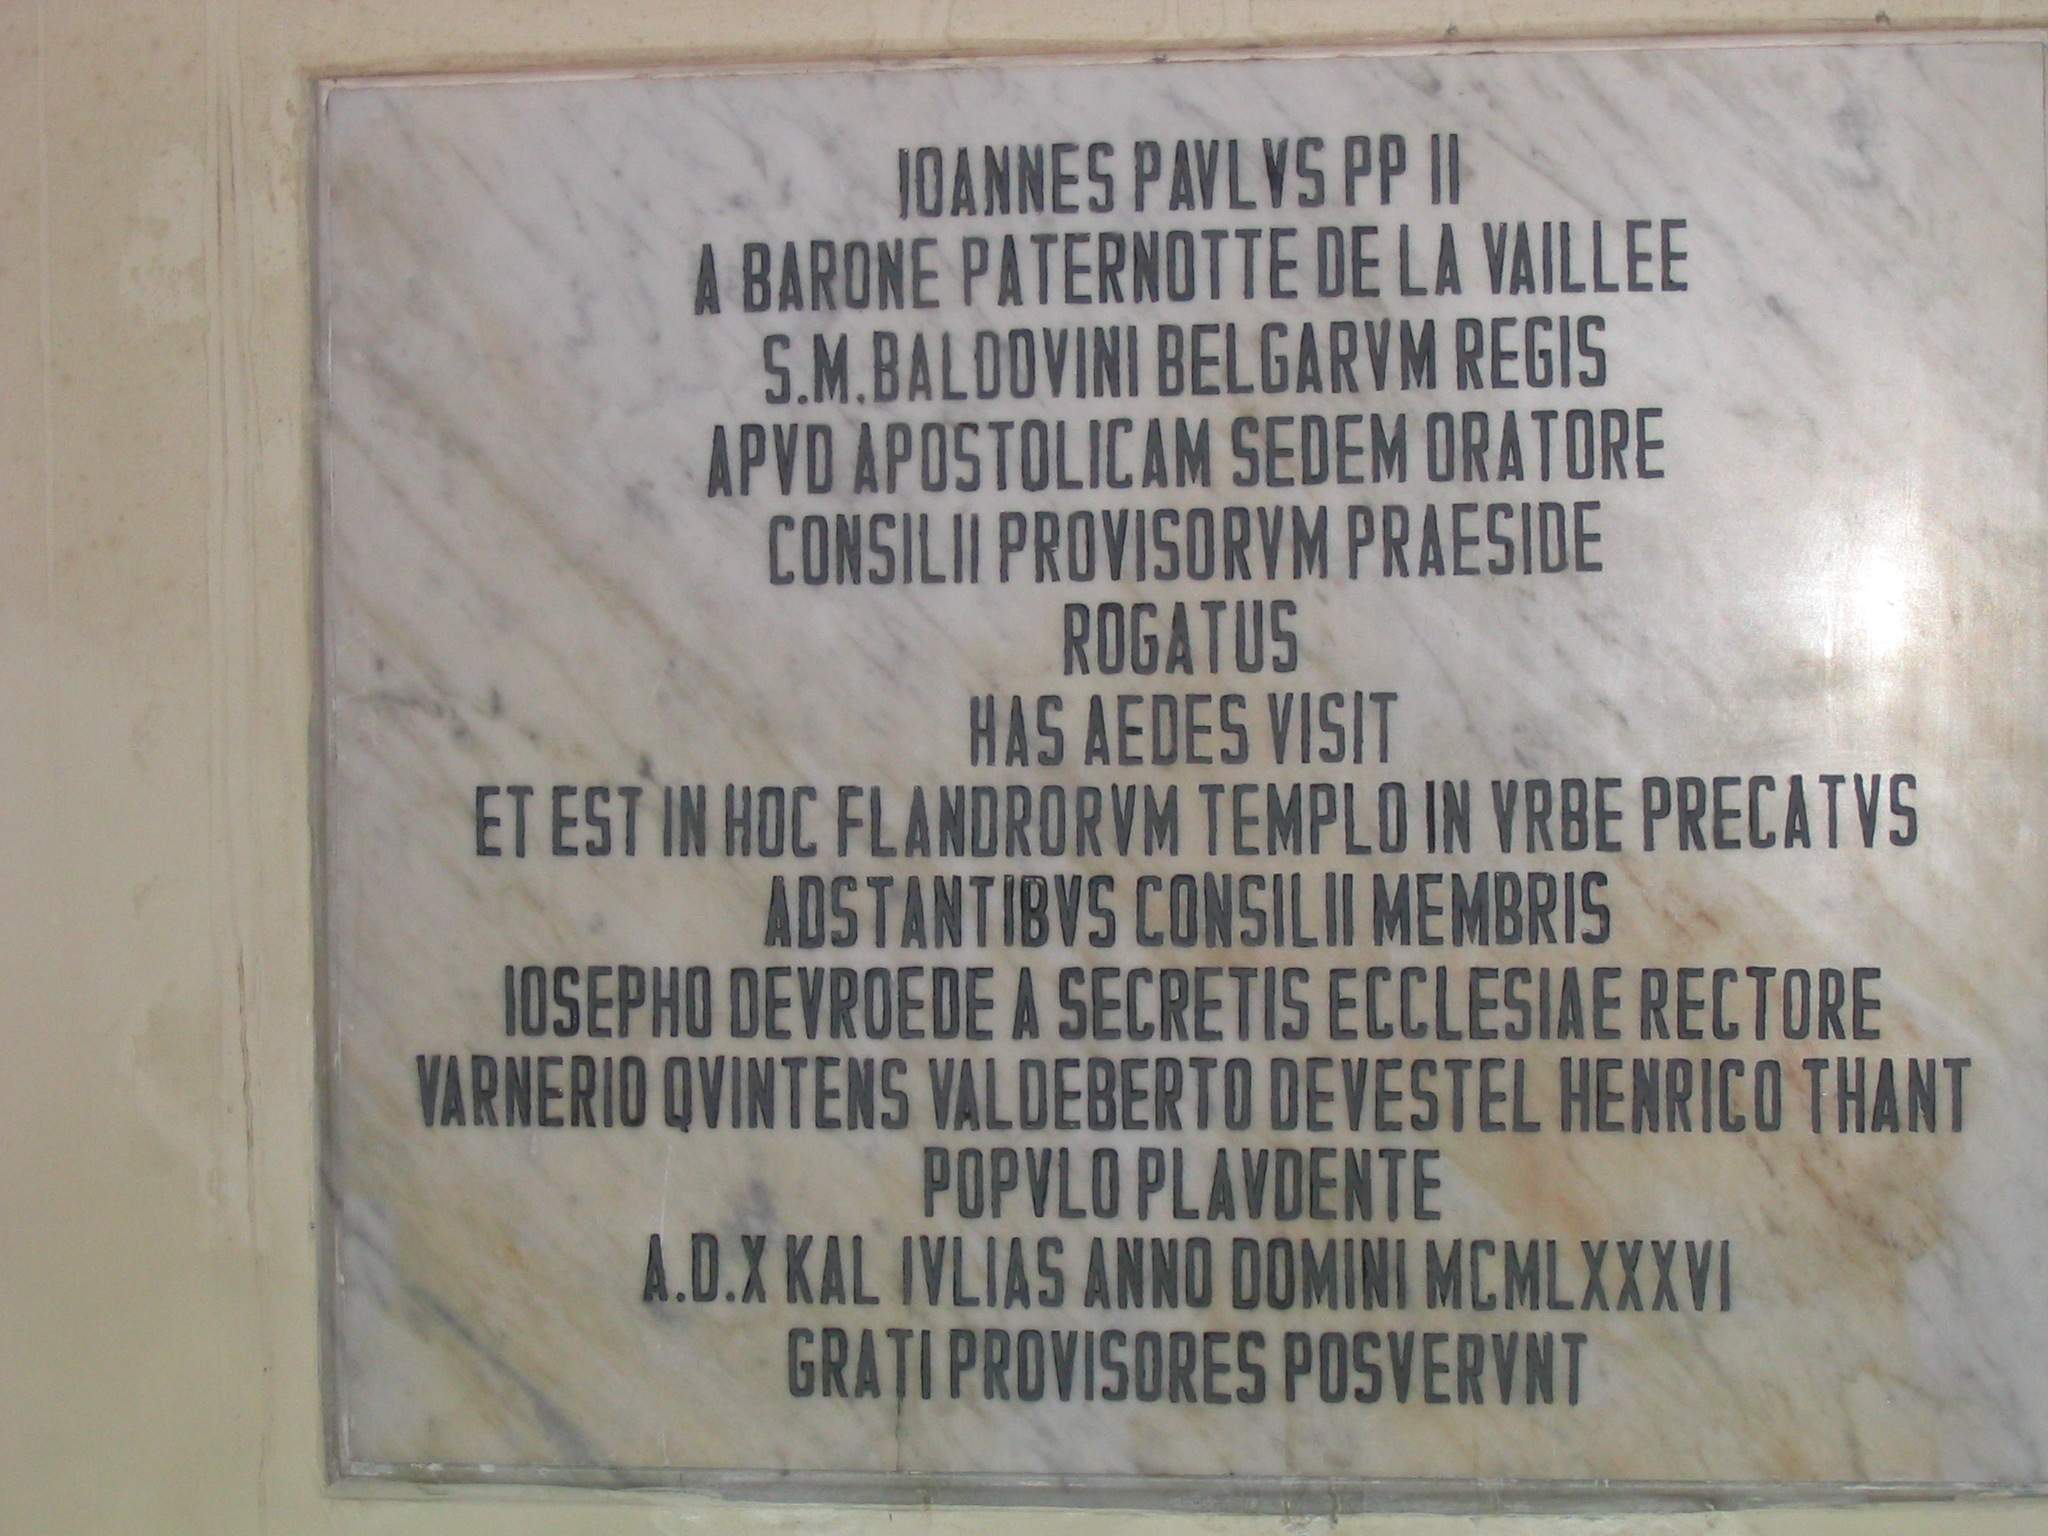 IOANNES PAVLVS PP II
A BARONE PATERNOTTE DE LA VAILLEE
S.M. BALDOVINI BELGARVM REGIS
APVD APOSTOLICAM SEDEM ORATORE
CONSILII PROVISORVM PRAESIDE
ROGATUS
HAS AEDES VISIT
ET EST IN HOC FLANDRORVM TEMPLO IN VRBE PRECATVS
ADSTANTIBVS CONSILII MEMBRIS
IOSEPHO DEVROEDE A SECRETIS ECCLESIAE RECTORE
VARNERIO QVINTENS VALDEBERTO DEVESTEL HENRICO THANT
POPVLO PLAVDENTE
A.D.X KAL IVLIAS ANNO DOMINI MCMLXXXVI
GRATI PROVISORES POSVERVNT